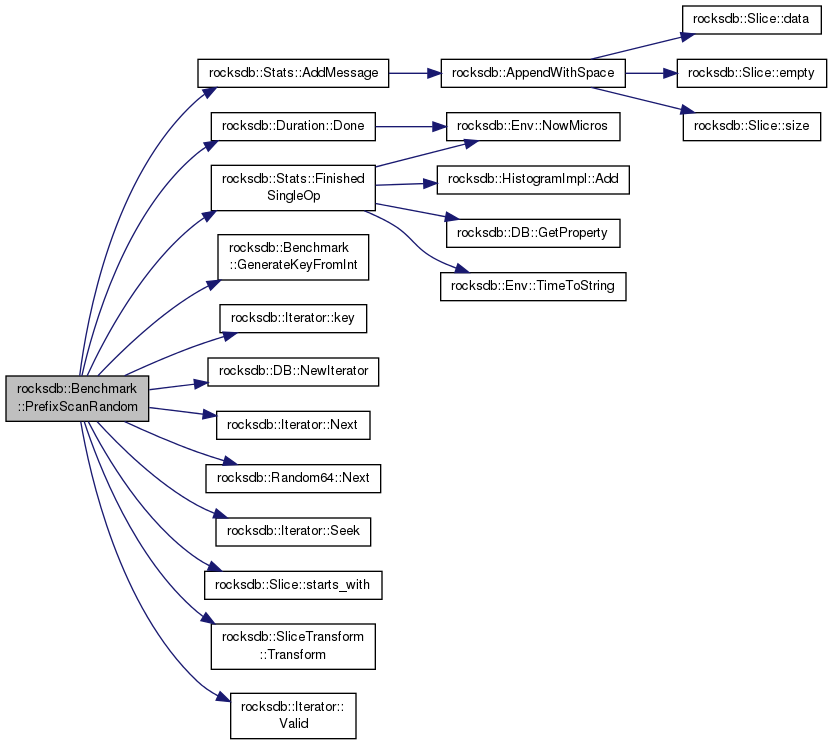 rocksdb::Benchmark
::PrefixScanRandom
rocksdb::Stats::AddMessage
rocksdb::AppendWithSpace
rocksdb::Slice::data
rocksdb::Slice::empty
rocksdb::Slice::size
rocksdb::Duration::Done
rocksdb::Env::NowMicros
rocksdb::Stats::Finished
SingleOp
rocksdb::HistogramImpl::Add
rocksdb::DB::GetProperty
rocksdb::Env::TimeToString
rocksdb::Benchmark
::GenerateKeyFromInt
rocksdb::Iterator::key
rocksdb::DB::NewIterator
rocksdb::Iterator::Next
rocksdb::Random64::Next
rocksdb::Iterator::Seek
rocksdb::Slice::starts_with
rocksdb::SliceTransform
::Transform
rocksdb::Iterator::
Valid